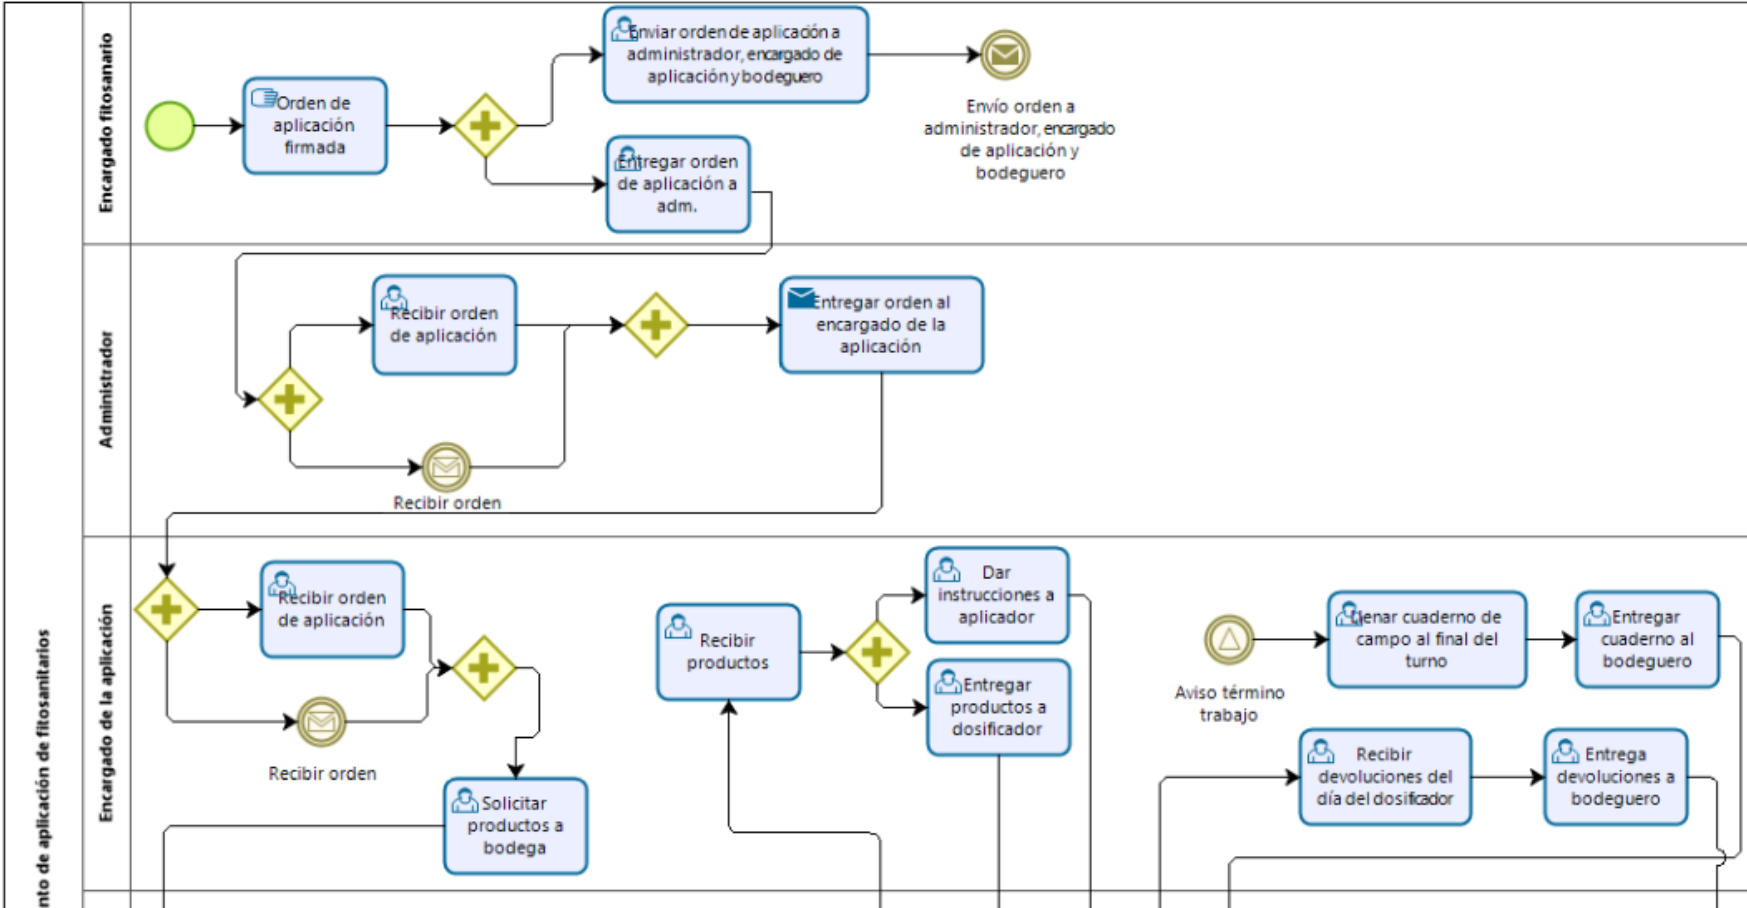 nto de aplicación de fitosanitarios
Encargado fitosanario
Orden de
aplicación
firmada
Enviar orden de aplicación a
administrador, encargado de
aplicación y bodeguero
Envío orden a
administrador, encargado
de aplicación y
bodeguero
Entregar orden
de aplicación a
adm.
Administrador
Recibir orden
de aplicación
Recibir orden
Entregar orden al
encargado de la
aplicación
Encargado de la aplicación
Recibir orden
de aplicación
Recibir orden
Solicitar
productos a
bodega
Recibir
productos
Dar
instrucciones a
aplicador
Entregar
productos a
dosificador
Aviso término
trabajo
Llenar cuaderno de
campo al final del
turno
Entregar
cuaderno al
bodeguero
Recibir
devoluciones del
día del dosificador
Entrega
devoluciones a
bodeguero